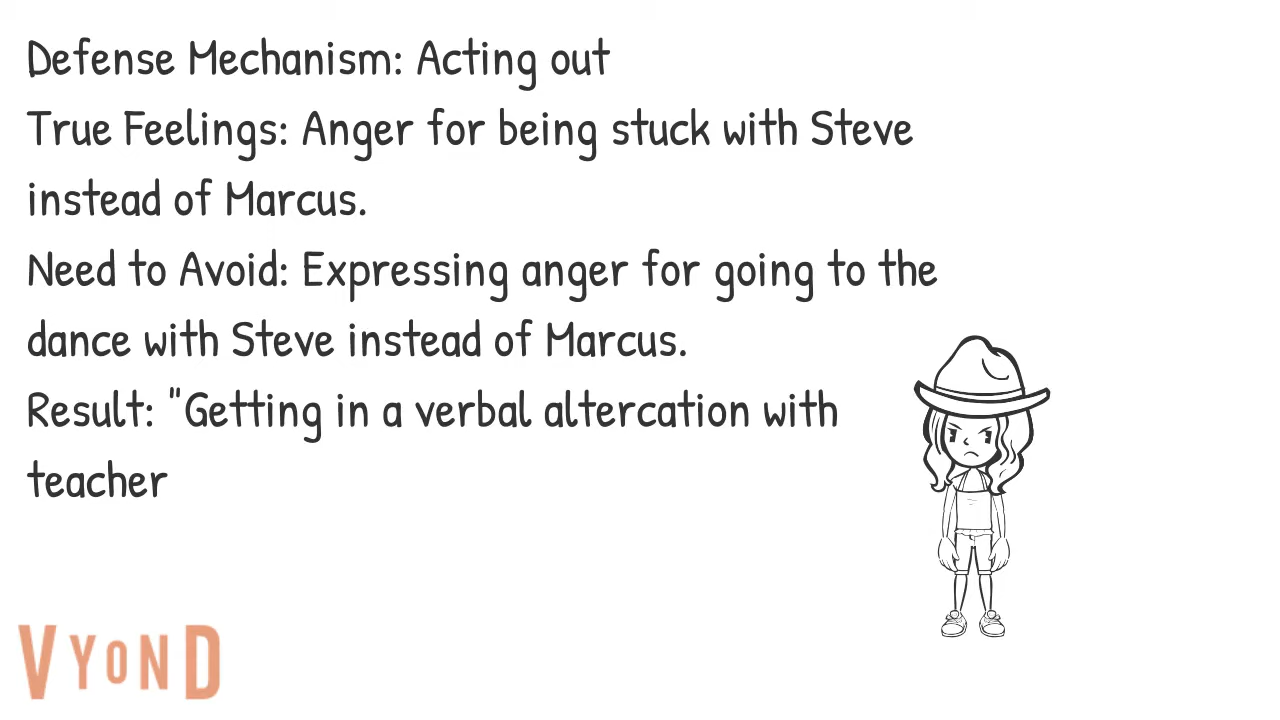 Defense Mechanism: Acting out
True Feelings: Anger for being stuck with Steve
instead of Marcus.
Need to Avoid: Expressing anger for going to the
dance with Steve instead of Marcus.
Result: "Getting in a verbal altercation with
teacher
VYOND